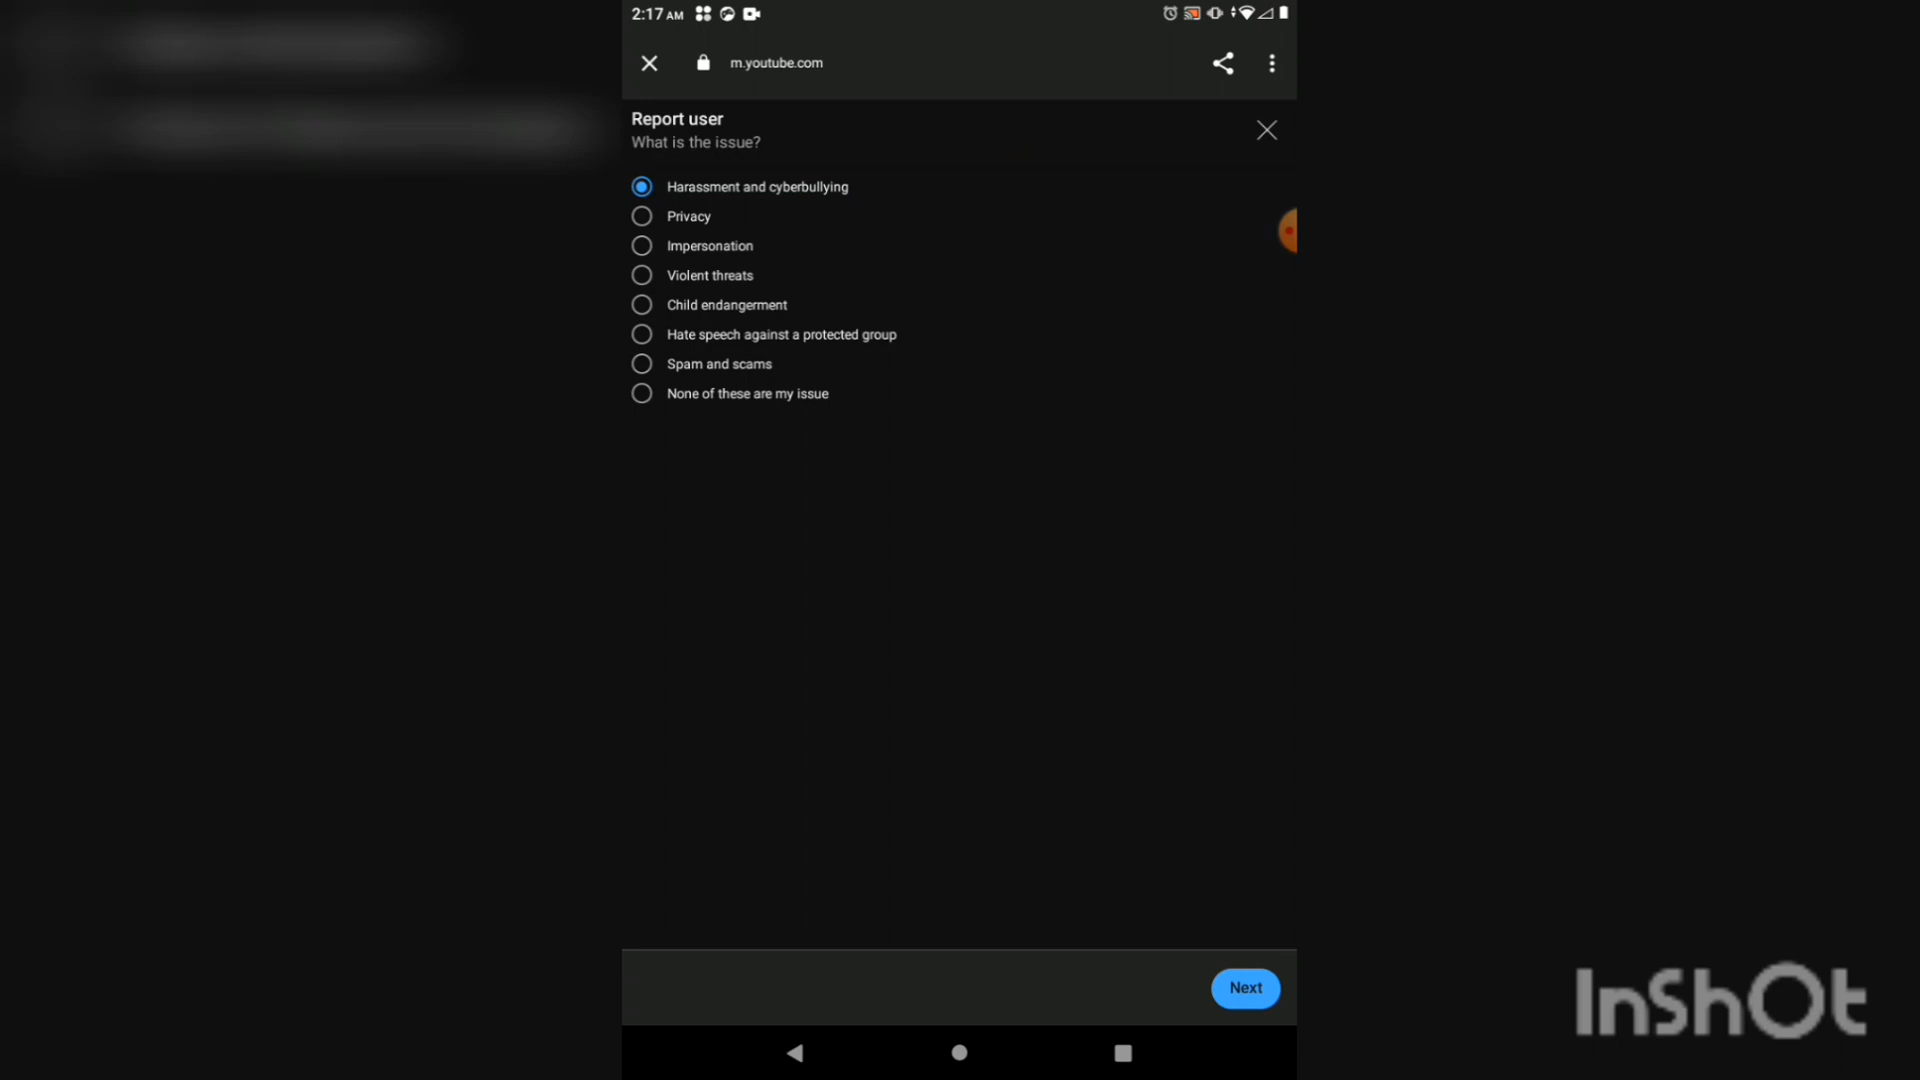 2:17 AM
m.youtube.com
Report user
What is the issue?
Harassment and cyberbullying
Privacy
Impersonation
Violent threats
Child endangerment
Hate speech against a protected group
Spam and scams
None of these are my issue
Next
InShOt